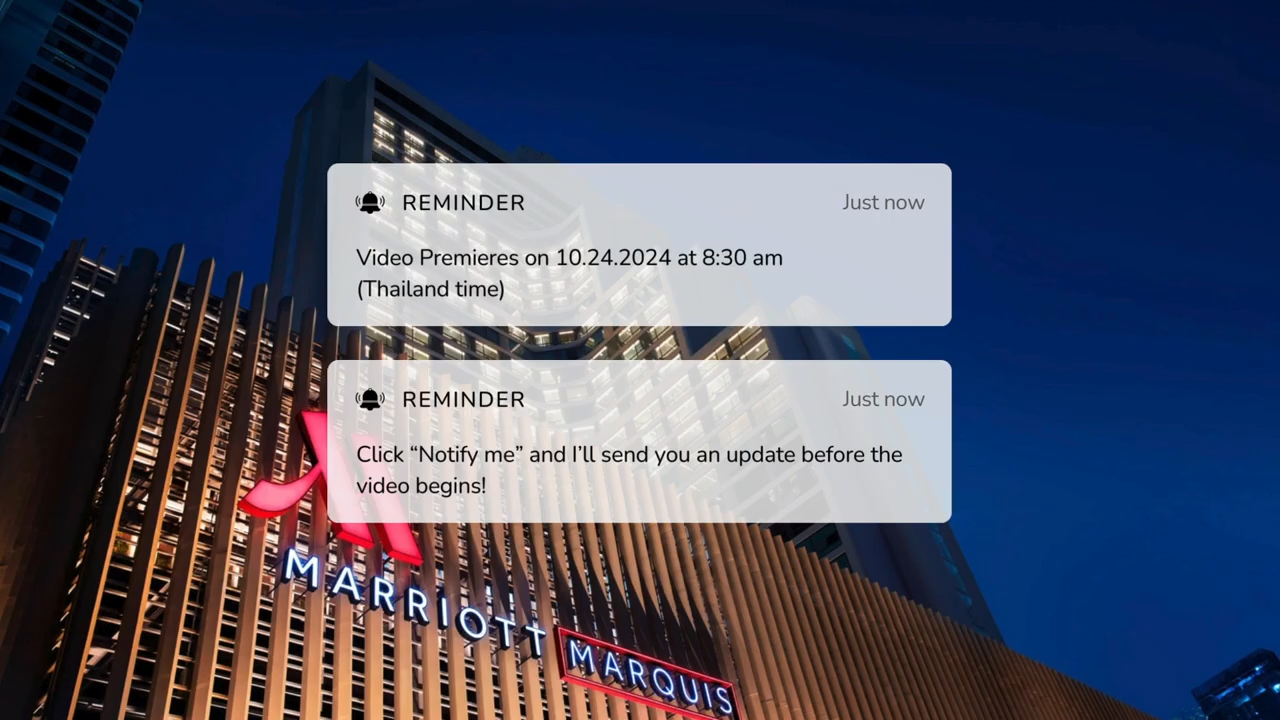 REMINDER
Just now
Video Premieres on 10.24.2024 at 8:30 am
(Thailand time)
REMINDER
Just now
Click “Notify me” and I’ll send you an update before the
video begins!
MARRIOTT
MARQUIS